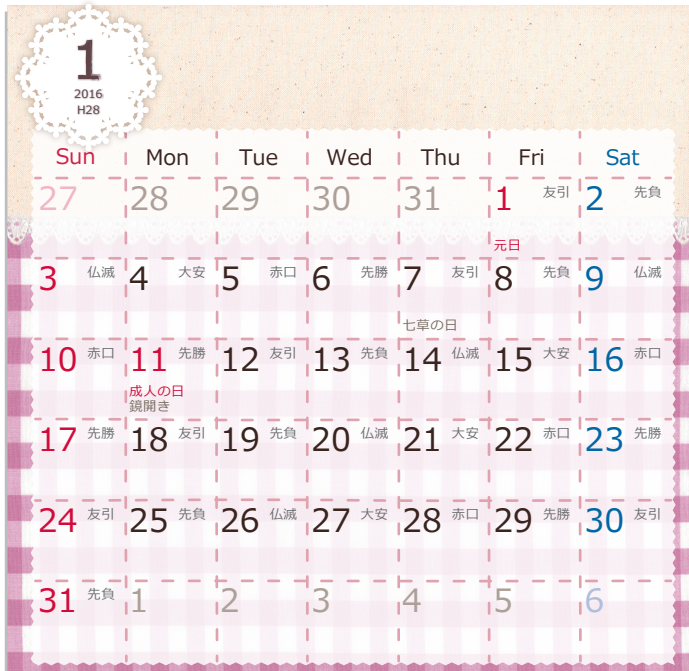 1
2016
H28
Sun Mon Tue Wed Thu Fri Sat
27 28 29 30 31 1 友引 2 先負
元日
3 仏滅 4 大安 5 赤口 6 先勝 7 友引 8 先負 9 仏滅
七草の日
10 赤口 11 先勝 12 友引 13 先負 14 仏滅 15 大安 16 赤口
成人の日
鏡開き
17 先勝 18 友引 19 先負 20 仏滅 21 大安 22 赤口 23 先勝
24 友引 25 先負 26 仏滅 27 大安 28 赤口 29 先勝 30 友引
31 先負 1 2 3 4 5 6